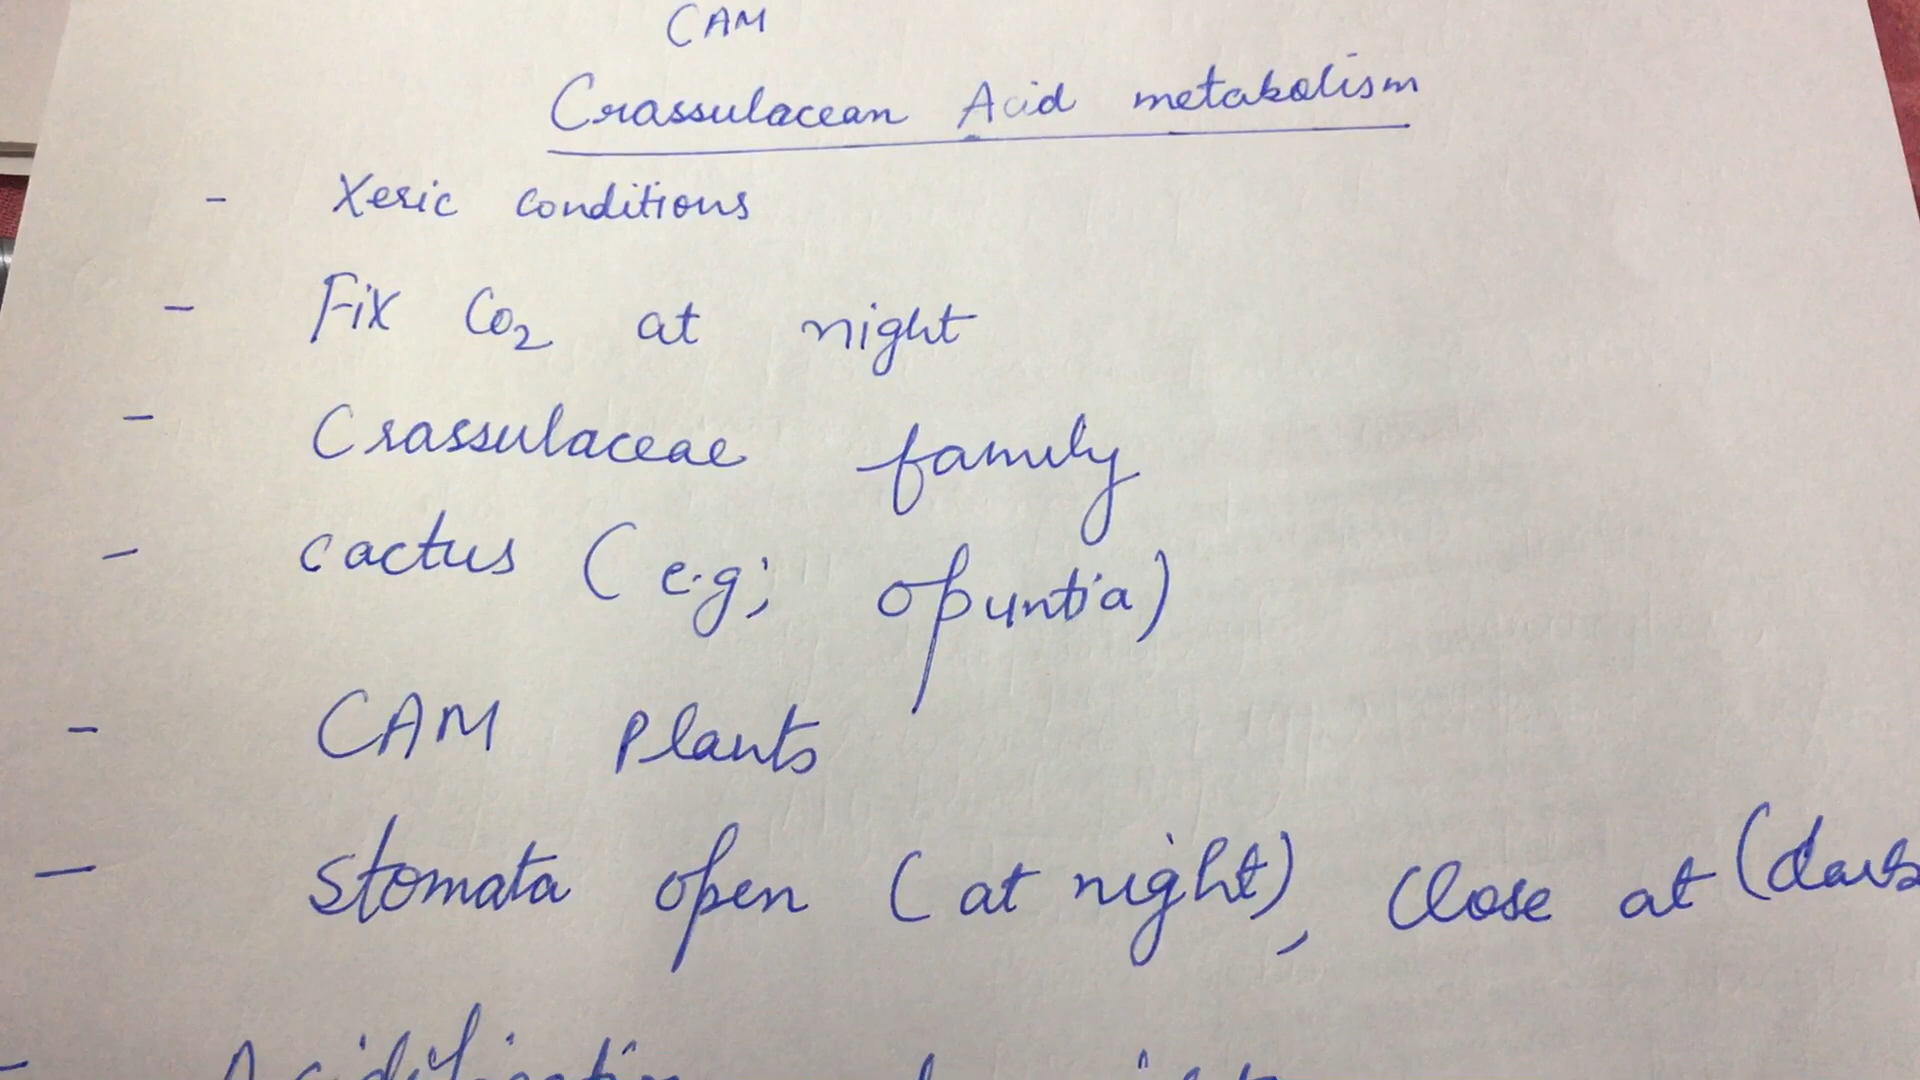 CAM
Crassulacean Acid metabolism
- Xeric conditions
- Fix Co2 at night
- Crassulaceae family
- cactus (e.g; opuntia)
- CAM Plants
- stomata open (at night), Close at
- Acidification